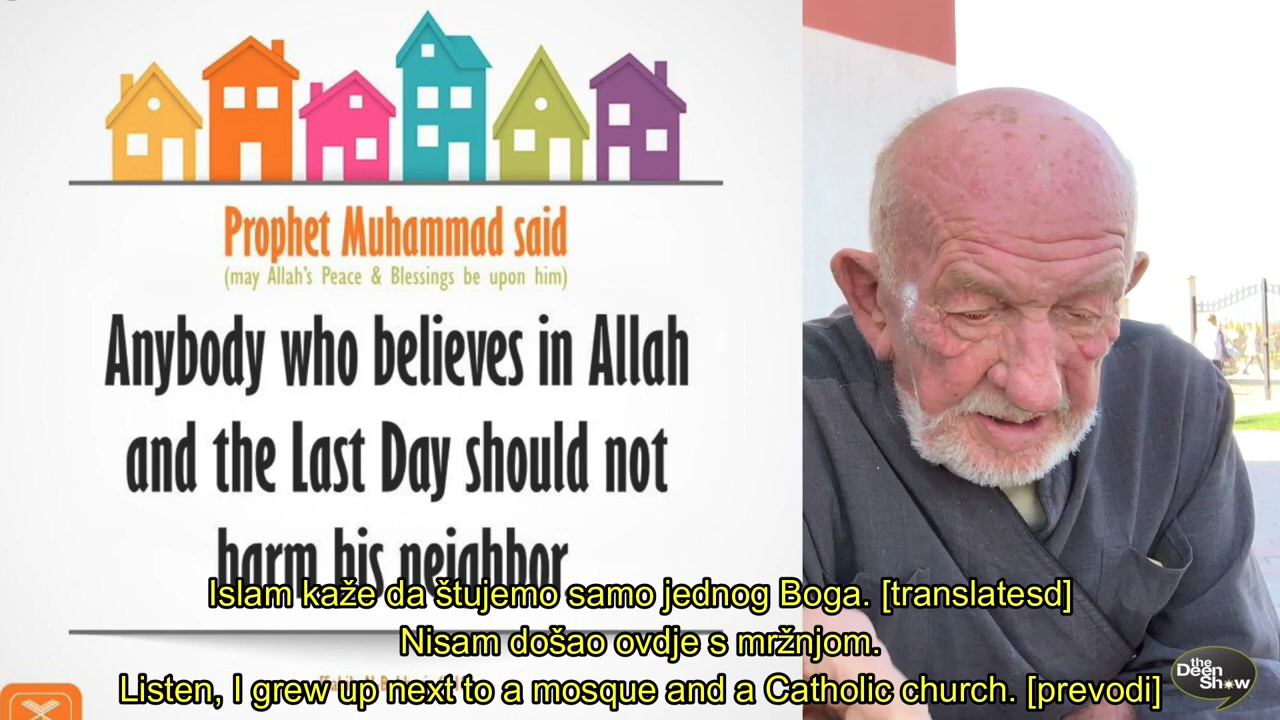 Prophet Muhammad said
(may Allah's Peace & Blessings be upon him)
Anybody who believes in Allah
and the Last Day should not
harm his neighbor
Islam kaže da štujemo samo jednog Boga. [translatesd]
Nisam došao ovdje s mržnjom.
Listen, I grew up next to a mosque and a Catholic church. [prevodi]
the
Deen
Show